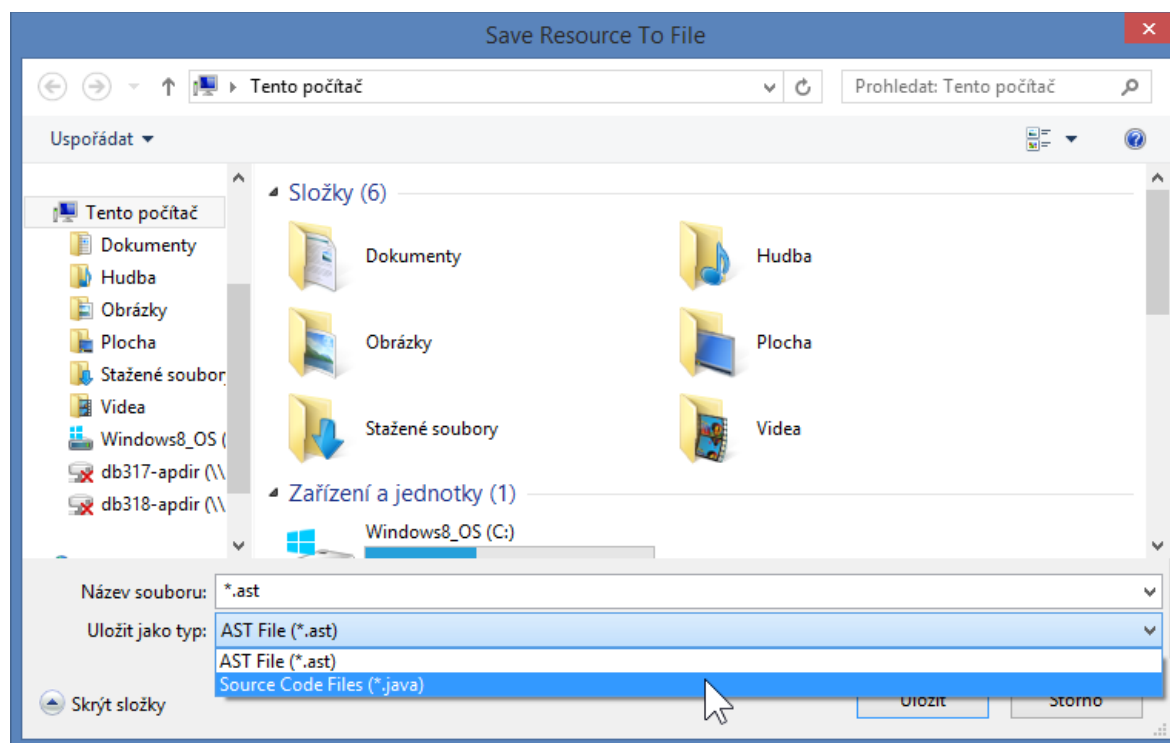 Save Resource To File
Tento počítač
Prohledat: Tento počítač
Uspořádat
Tento počítač
Dokumenty
Hudba
Obrázky
Plocha
Stažené soubor
Videa
Windows8_OS (
db317-apdir (\\
db318-apdir (\\
Složky (6)
Dokumenty
Hudba
Obrázky
Plocha
Stažené soubory
Videa
Zařízení a jednotky (1)
Windows8_OS (C:)
Název souboru: *.ast
Uložit jako typ: AST File (*.ast)
AST File (*.ast)
Source Code Files (*.java)
Skrýt složky
Uložit
Storno